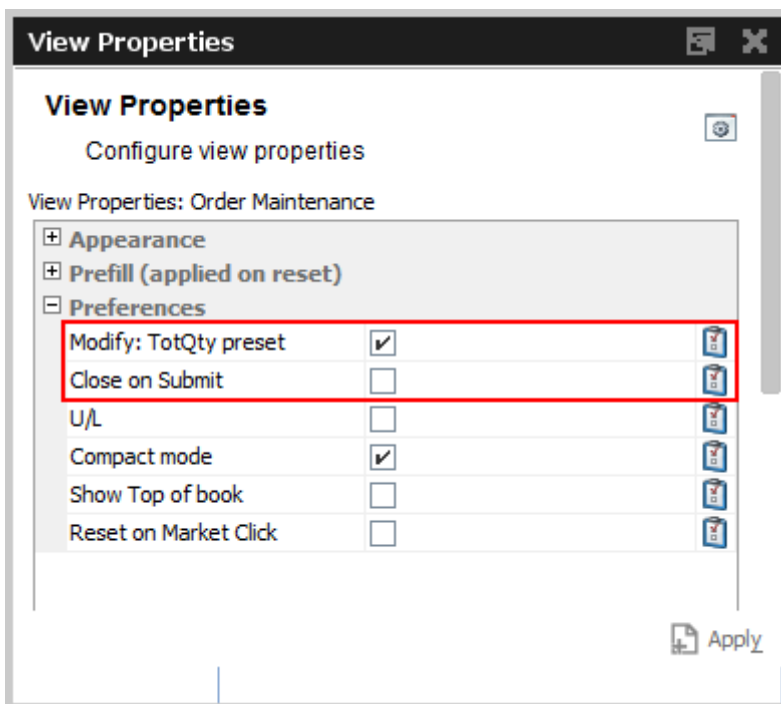 View Properties
View Properties
Configure view properties
View Properties: Order Maintenance
Appearance
Prefill (applied on reset)
Preferences
Modify: TotQty preset
Close on Submit
U/L
Compact mode
Show Top of book
Reset on Market Click
Apply